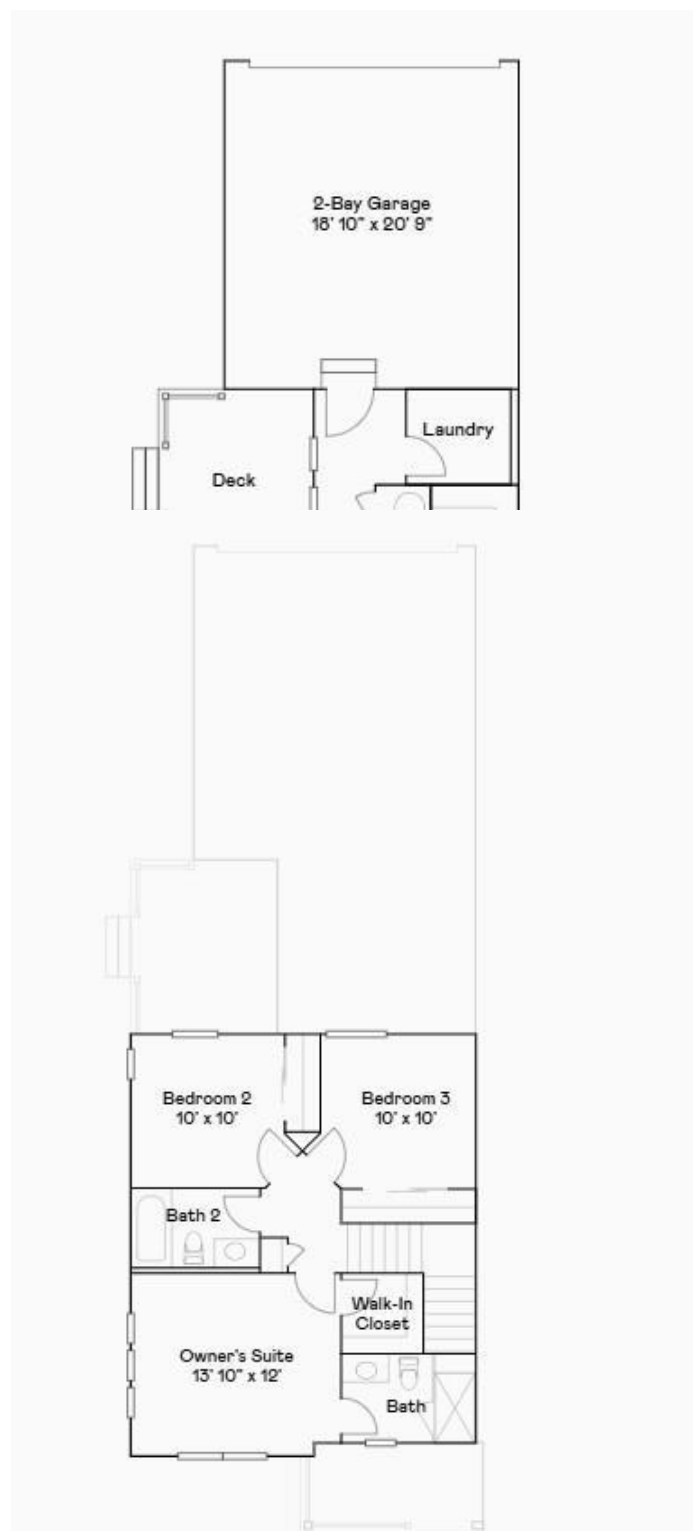 2-Bay Garage
18' 10" x 20' 9"
Laundry
Deck
Bedroom 2
10' x 10'
Bedroom 3
10' x 10'
Bath 2
Walk-In
Closet
Owner's Suite
13' 10" x 12'
Bath